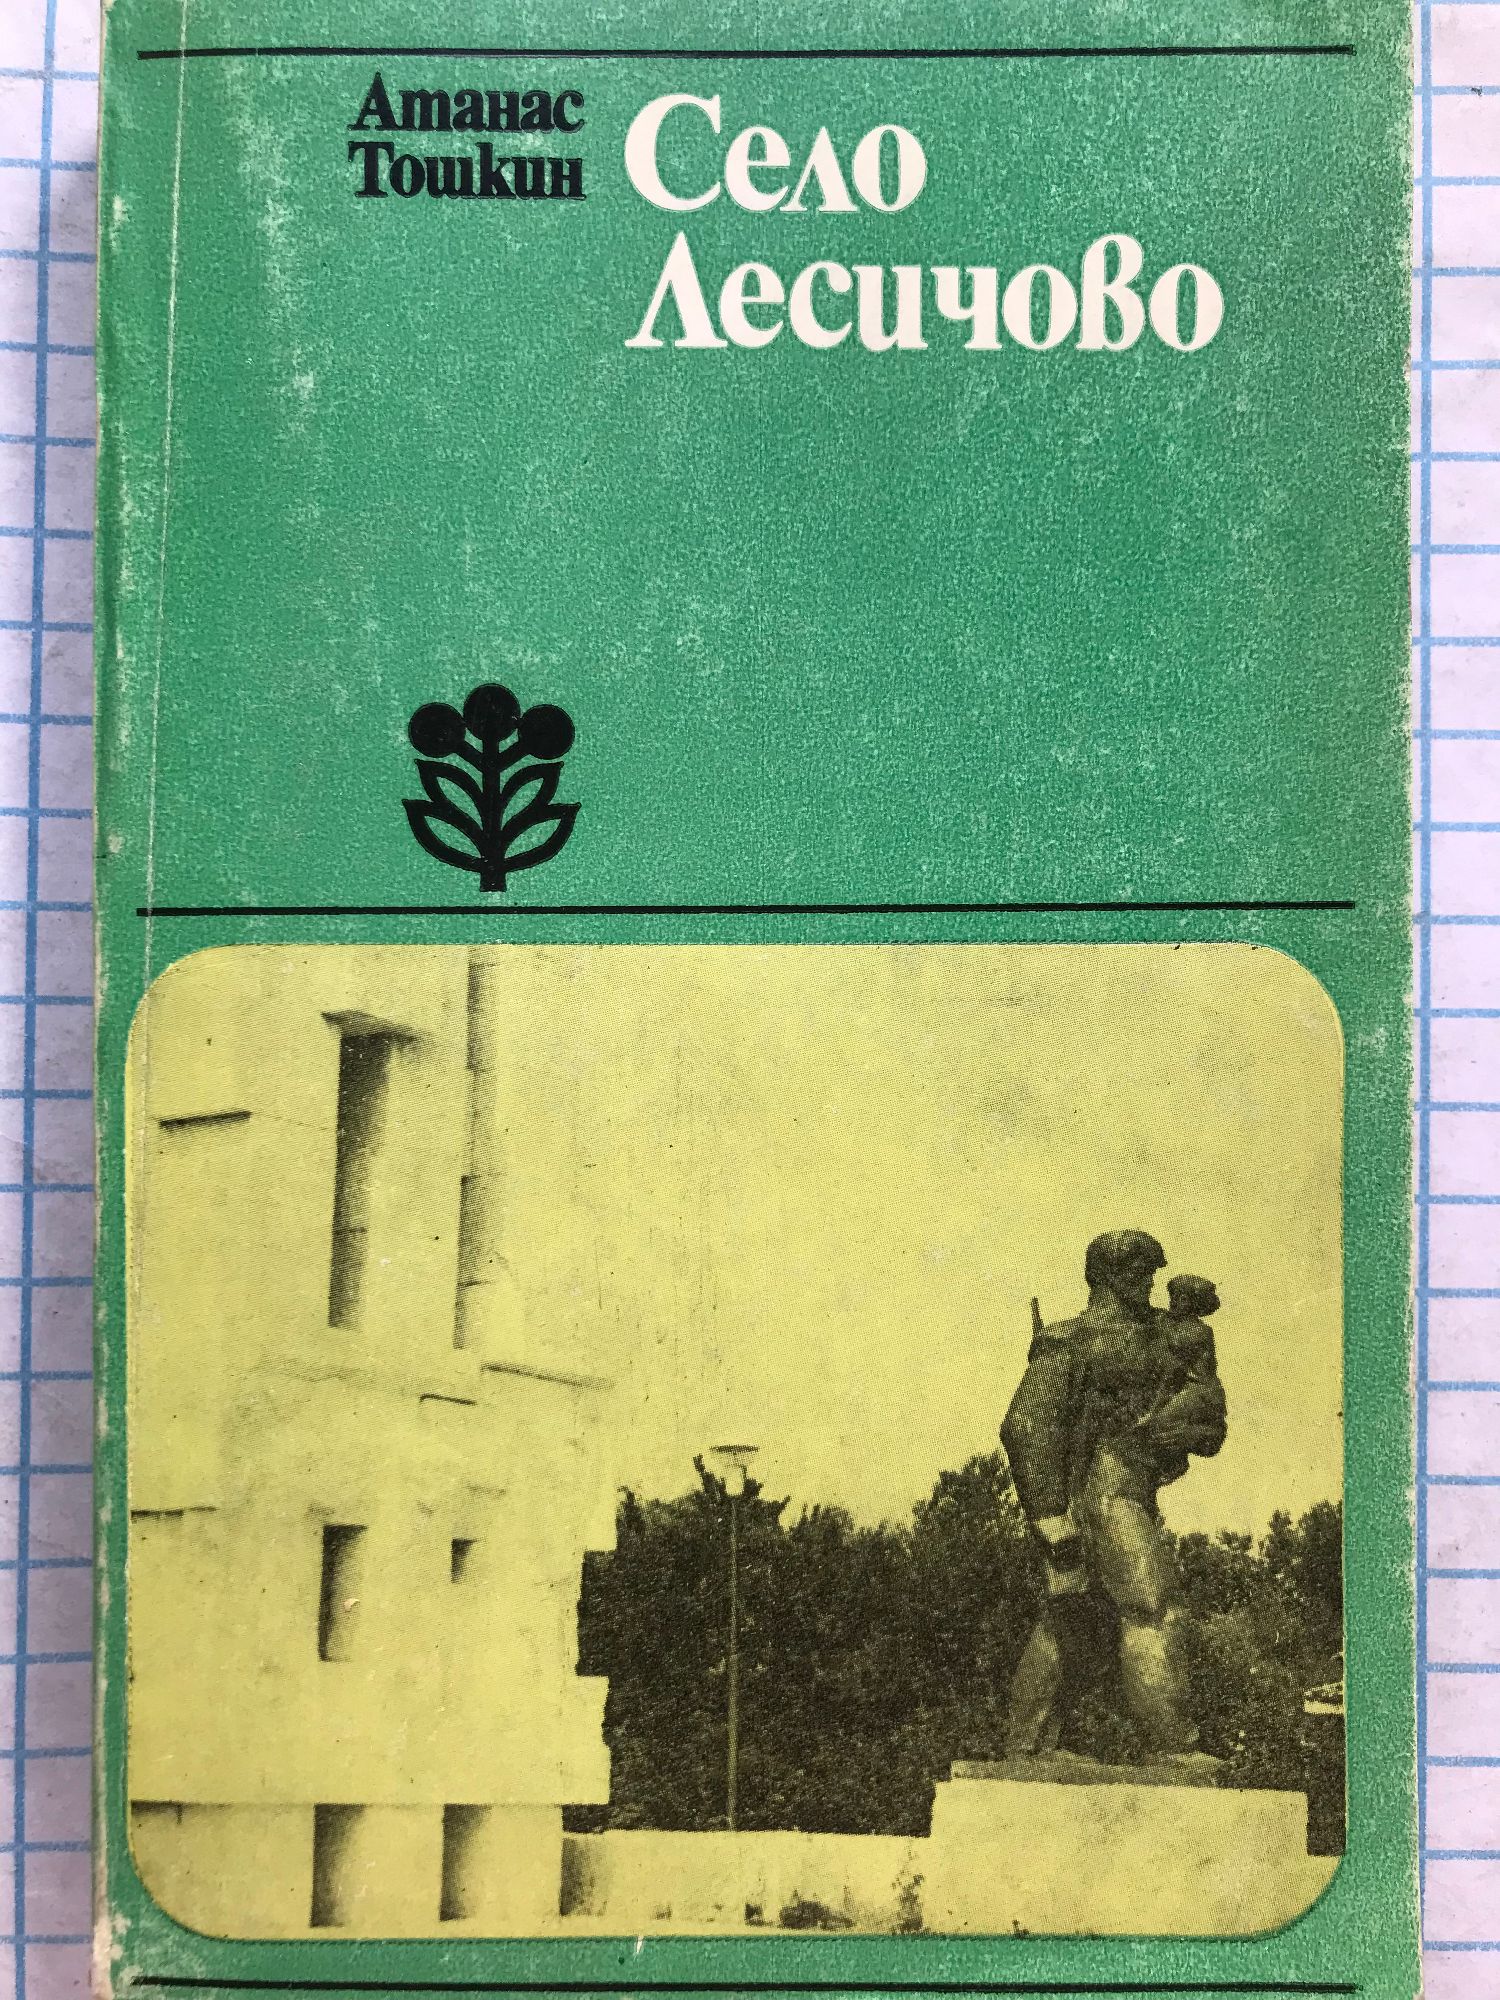 Атанас
Тошкин
Село
Лесичово